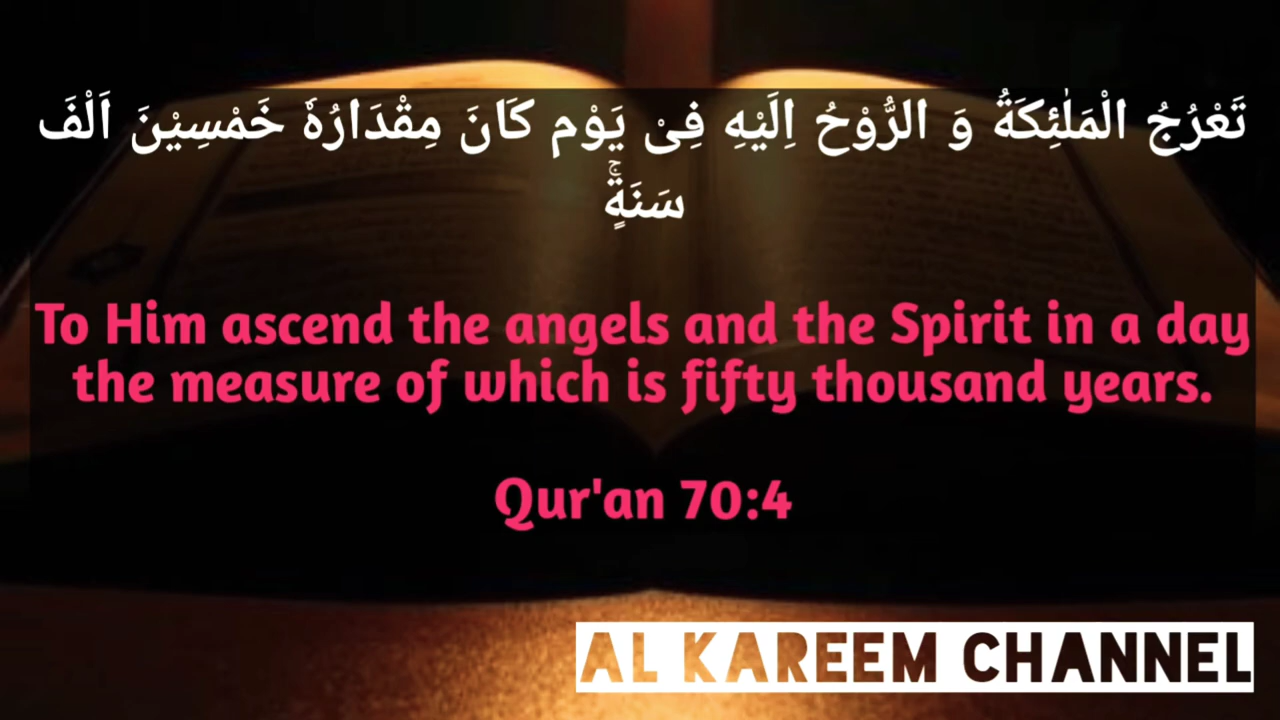 تَعْرُجُ الْمَلٰئِكَةُ وَ الرُّوْحُ اِلَيْهِ فِیْ یَوْم كَانَ مِقْدَارُهٗ خَمْسِیْنَ اَلْفَ
سَنَةٍۚ
To Him ascend the angels and the Spirit in a day
the measure of which is fifty thousand years.
Qur'an 70:4
AL KAREEM CHANNEL